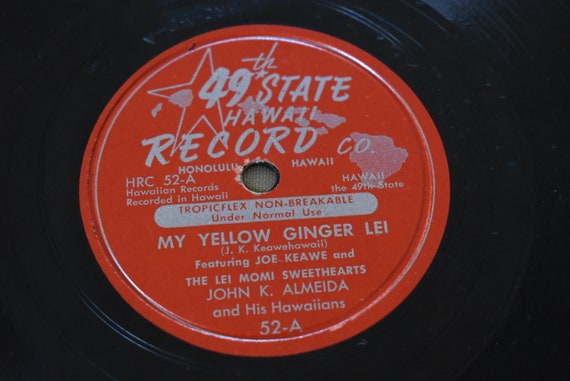 49th STATE
HAWAII
RECORD CO.
HONOLULU HAWAII
HRC 52-A
Hawaiian Records
Recorded in Hawaii
HAWAII
the 49th State
TROPICFLEX NON-BREAKABLE
Under Normal Use
MY YELLOW GINGER LEI
(J. K. Keawehawaii)
Featuring JOE KEAWE and
THE LEI MOMI SWEETHEARTS
JOHN K. ALMEIDA
and His Hawaiians
52-A